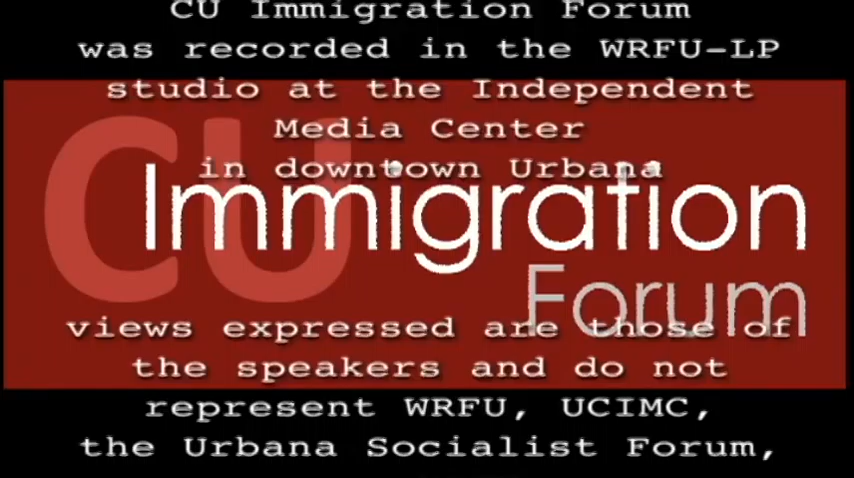 CU Immigration Forum
was recorded in the WRFU-LP
studio at the Independent
Media Center
in downtown Urbana
CU
Immigration
Forum
views expressed are those of
the speakers and do not
represent WRFU, UCIMC,
the Urbana Socialist Forum,